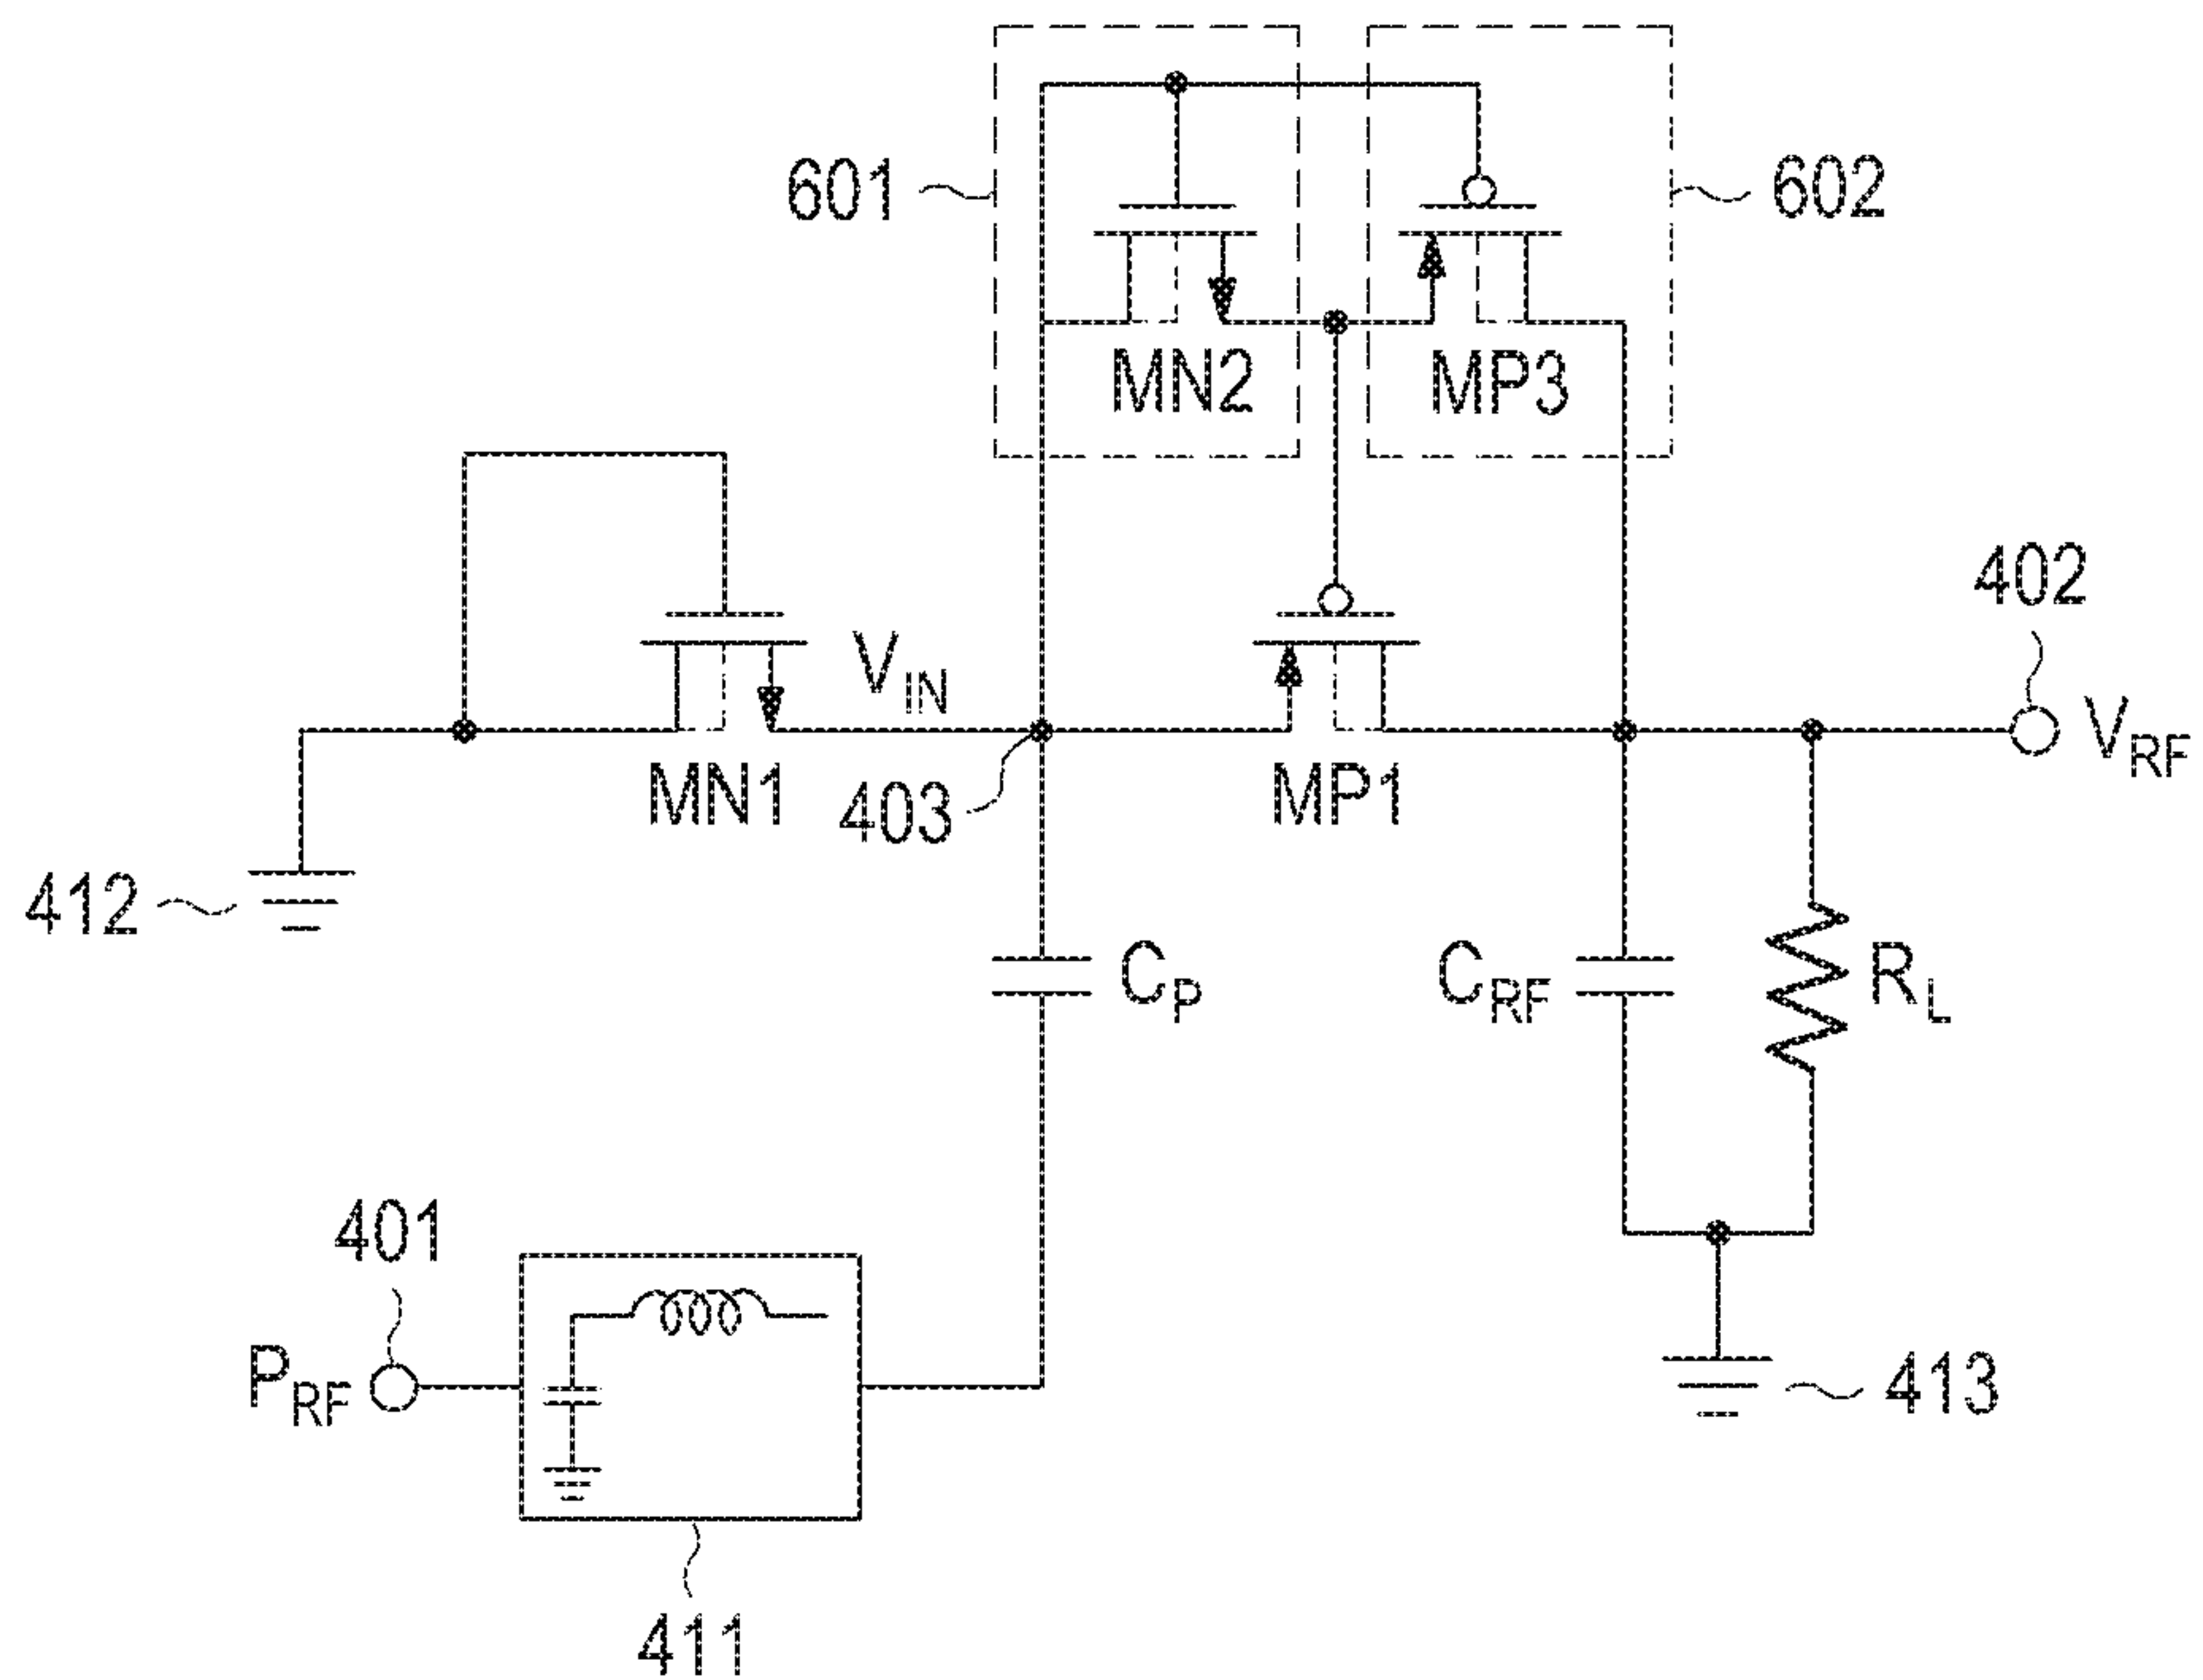 601
602
MN2
MP3
402
V_IN
V_RF
MN1
403
MP1
412
C_P
C_RF
R_L
401
P_RF
413
411